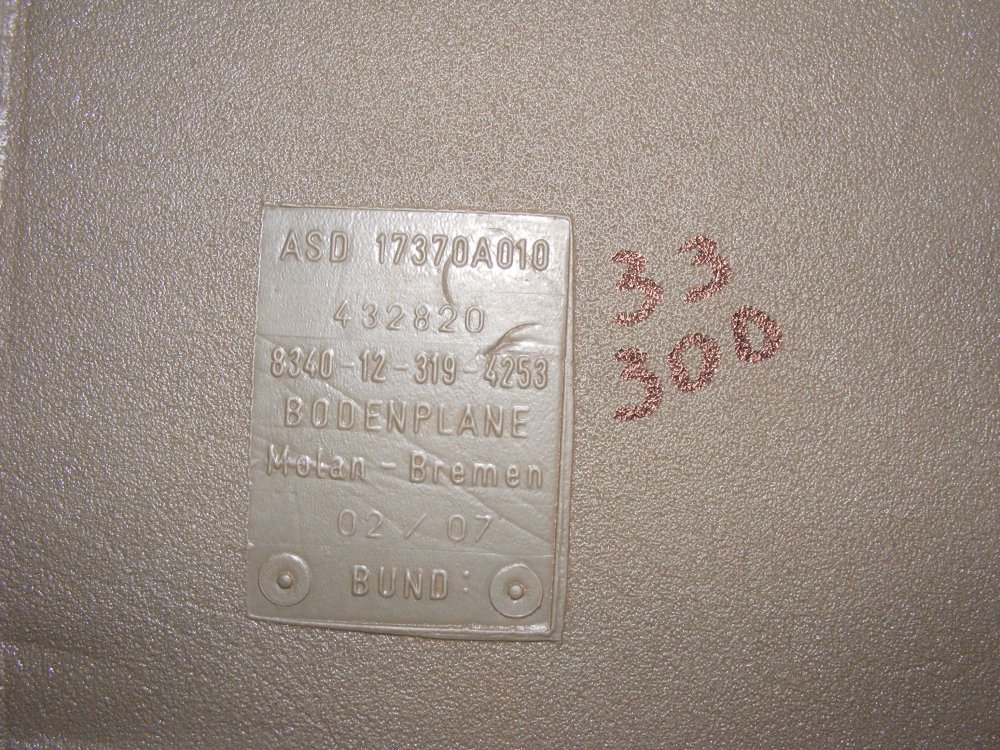 ASD 17370A010
432820
8340-12-319-4253
BODENPLANE
Molan - Bremen
02 / 07
BUND:
33
300